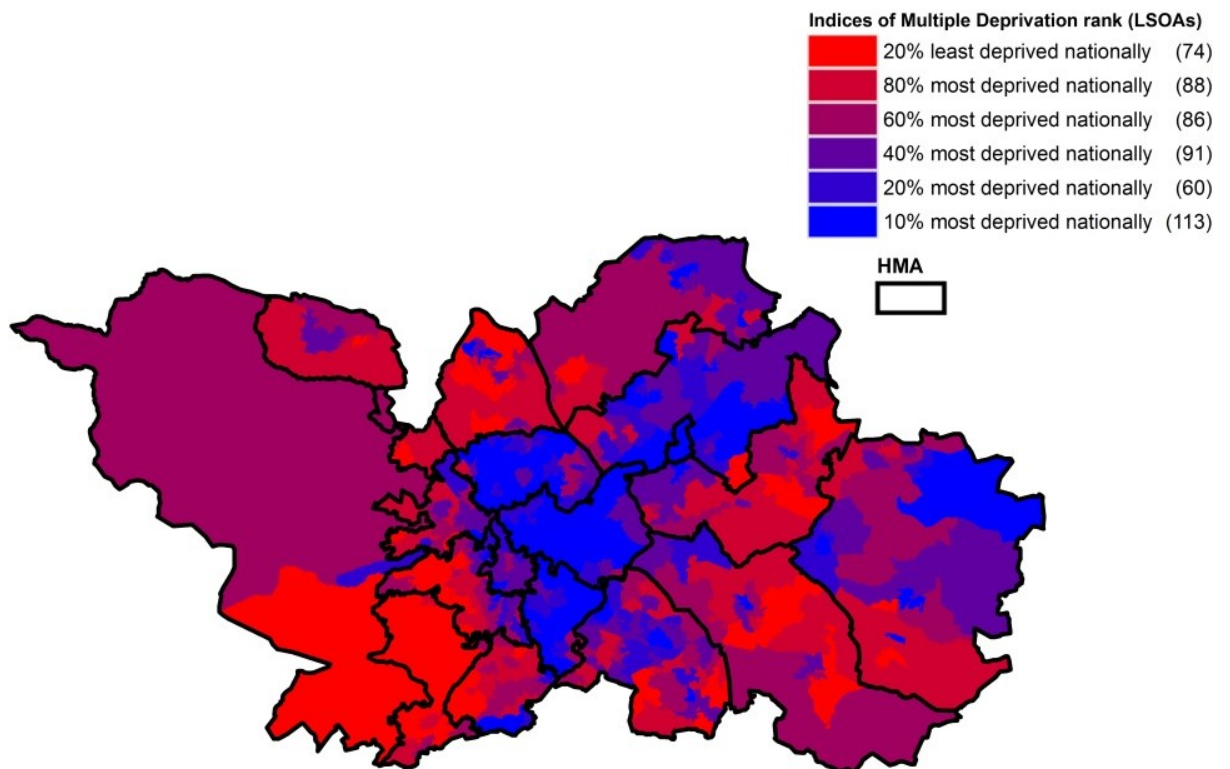 Indices of Multiple Deprivation rank (LSOAs)
20% least deprived nationally (74)
80% most deprived nationally (88)
60% most deprived nationally (86)
40% most deprived nationally (91)
20% most deprived nationally (60)
10% most deprived nationally (113)
HMA